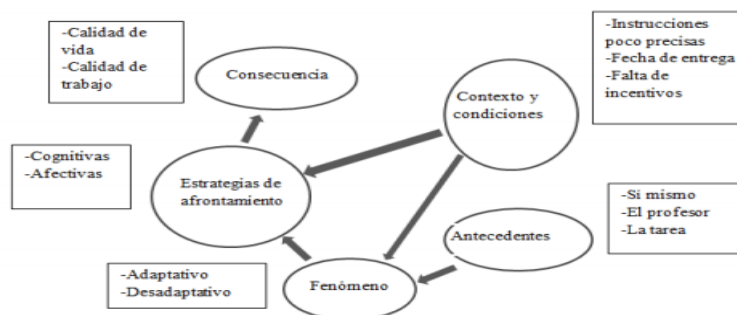 -Calidad de
vida
-Calidad de
trabajo
Consecuencia
Contexto y
condiciones
-Instrucciones
poco precisas
-Fecha de entrega
-Falta de
incentivos
-Cognitivas
-Afectivas
Estrategias de
afrontamiento
Antecedentes
-Si mismo
-El profesor
-La tarea
-Adaptativo
-Desadaptativo
Fenómeno